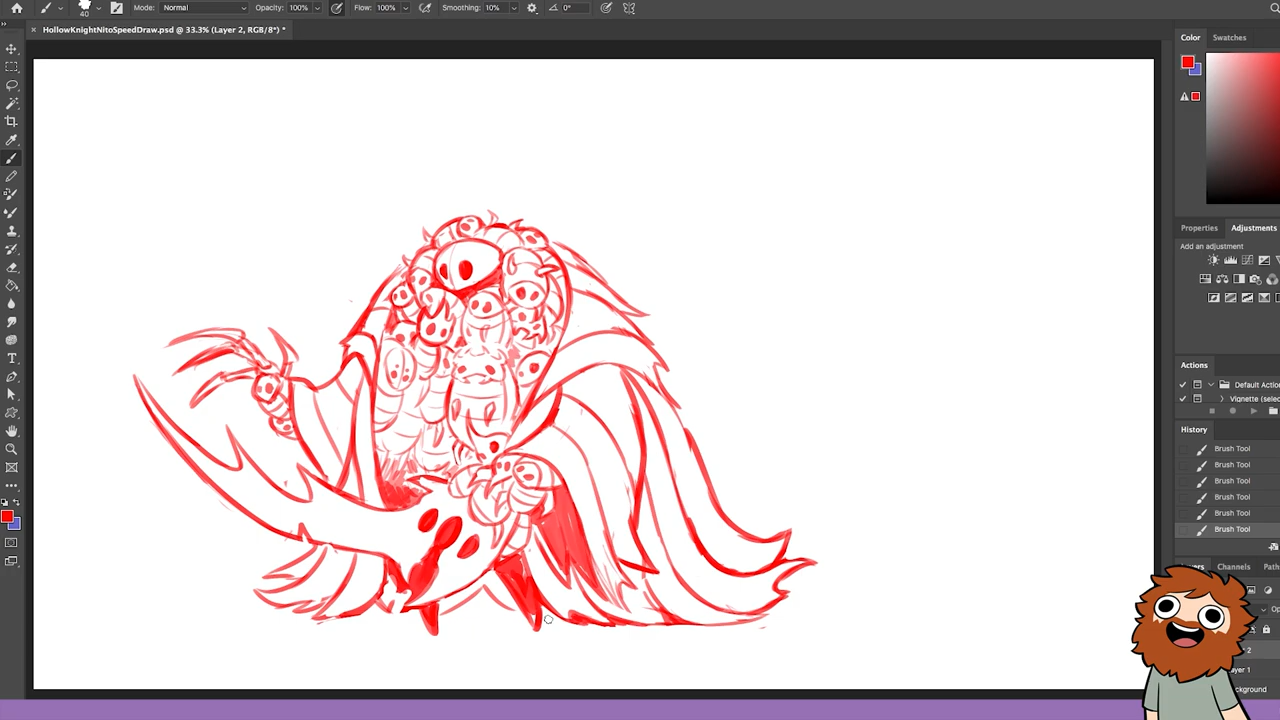 40 Mode: Normal Opacity: 100% Flow: 100% Smoothing: 10% 0°
HollowKnightNitoSpeedDraw.psd @ 33.3% (Layer 2, RGB/8*) *
Color Swatches
Properties Adjustments
Add an adjustment
Actions
Default Actio
Vignette (selec
History
Brush Tool
Brush Tool
Brush Tool
Brush Tool
Brush Tool
Brush Tool
Channels Path
2